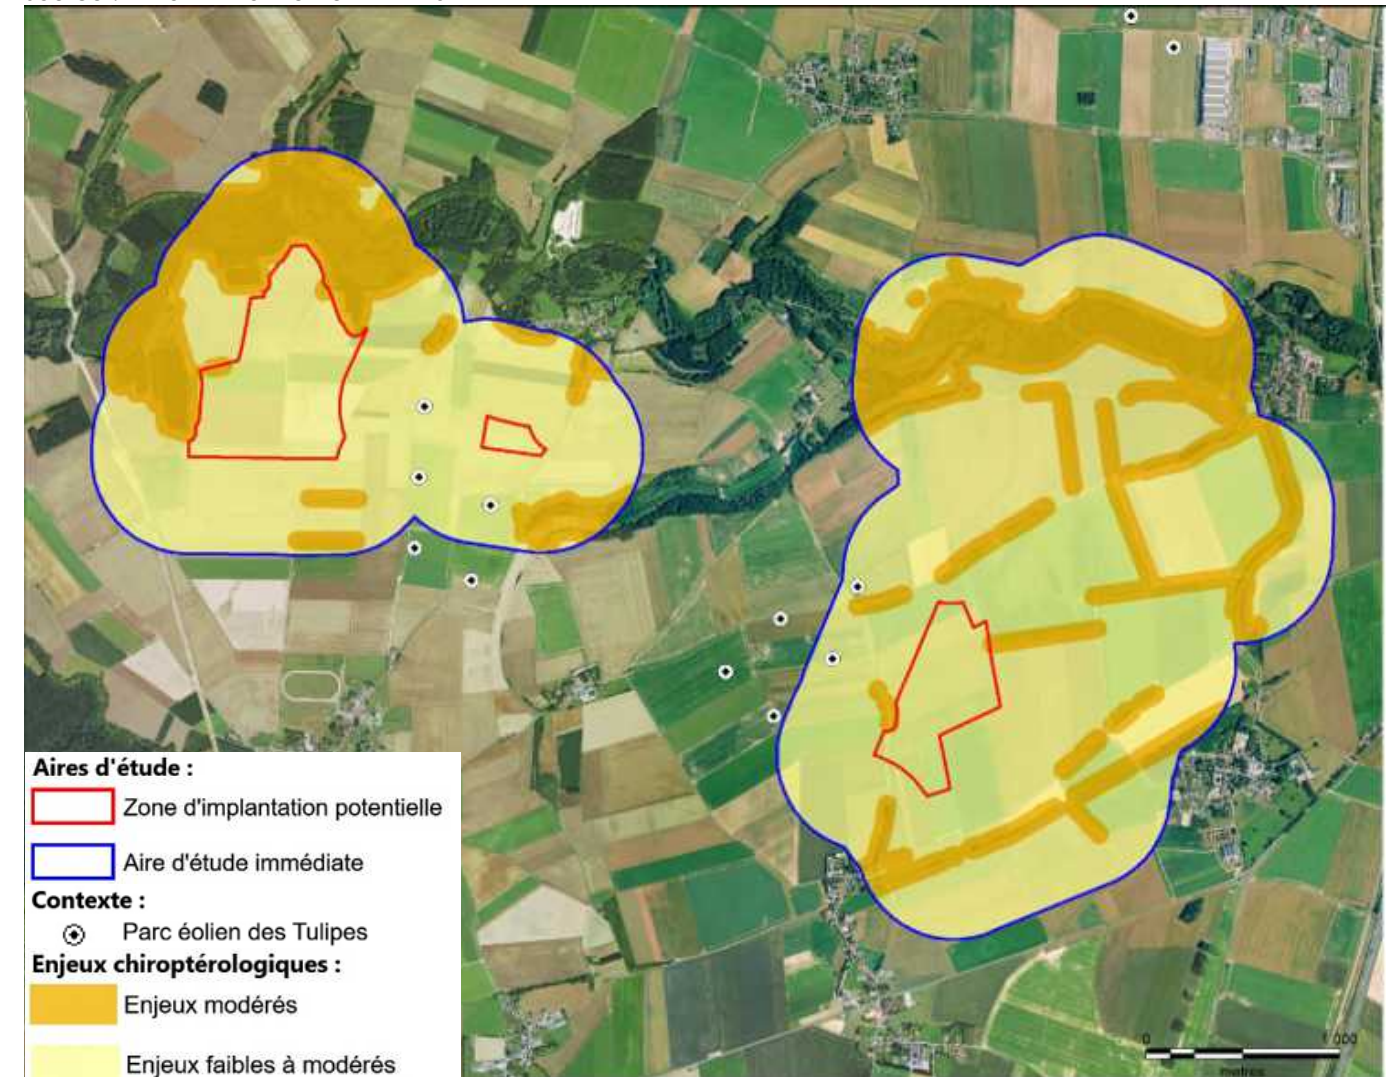 Aires d'étude :
Zone d'implantation potentielle
Aire d'étude immédiate
Contexte :
Parc éolien des Tulipes
Enjeux chiroptérologiques :
Enjeux modérés
Enjeux faibles à modérés
0 1 000
metres